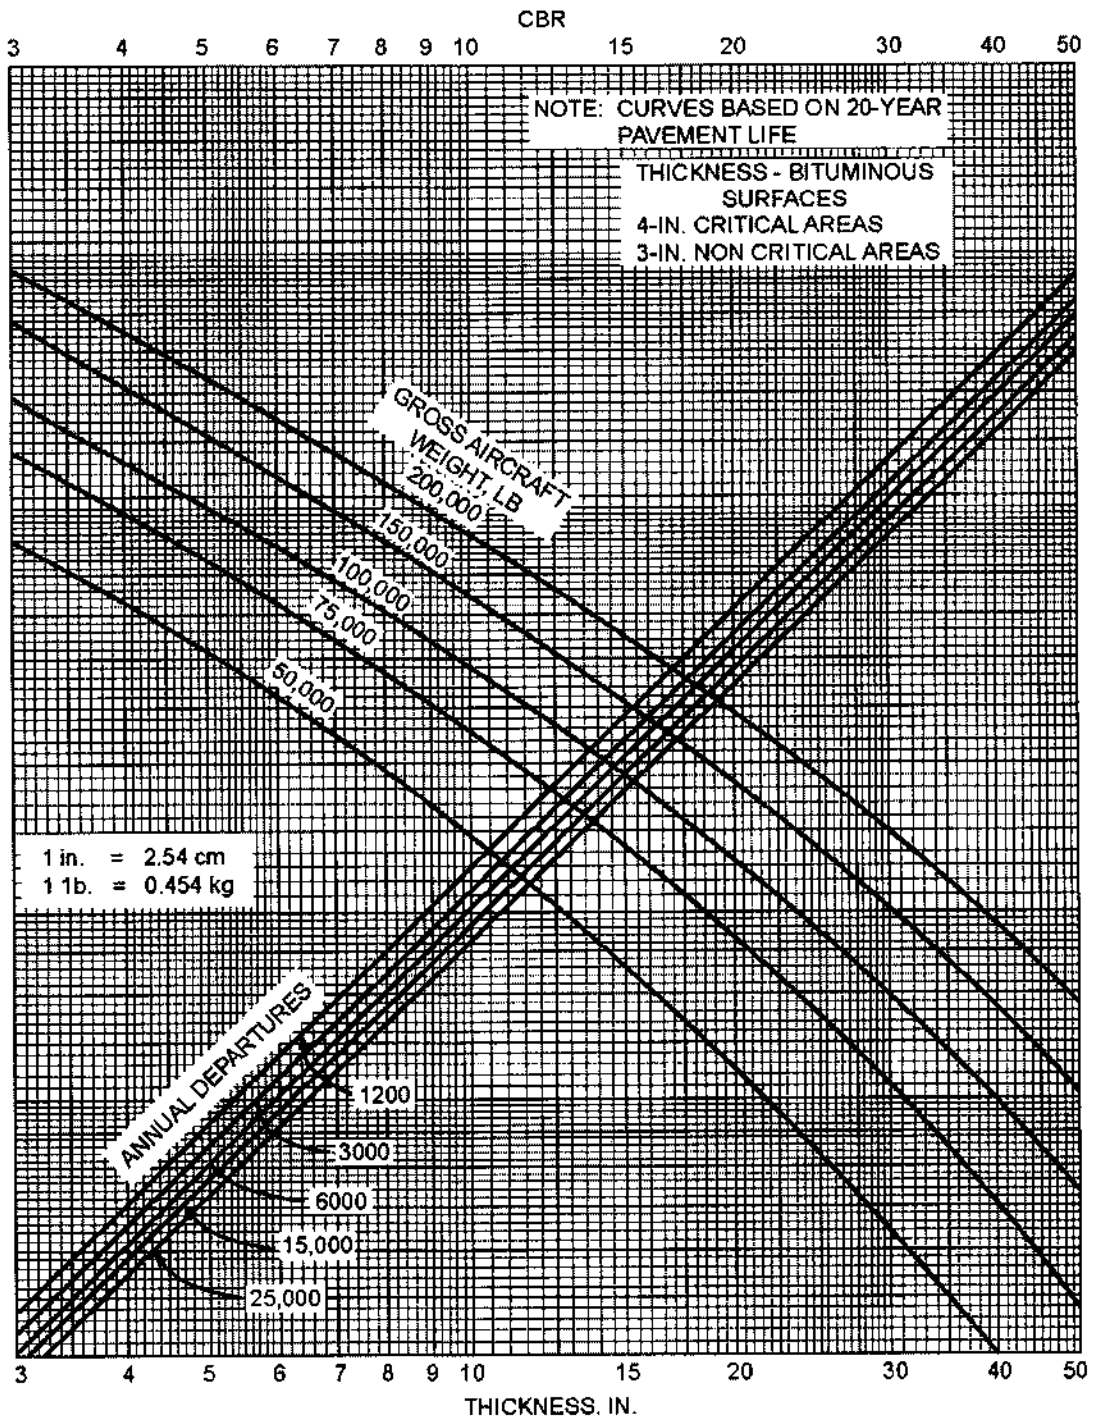 CBR
3 4 5 6 7 8 9 10 15 20 30 40 50
NOTE: CURVES BASED ON 20-YEAR
PAVEMENT LIFE
THICKNESS - BITUMINOUS
SURFACES
4-IN. CRITICAL AREAS
3-IN. NON CRITICAL AREAS
GROSS AIRCRAFT
WEIGHT, LB
200,000
150,000
100,000
75,000
50,000
1 in. = 2.54 cm
1 1b. = 0.454 kg
ANNUAL DEPARTURES
1200
3000
6000
15,000
25,000
3 4 5 6 7 8 9 10 15 20 30 40 50
THICKNESS, IN.